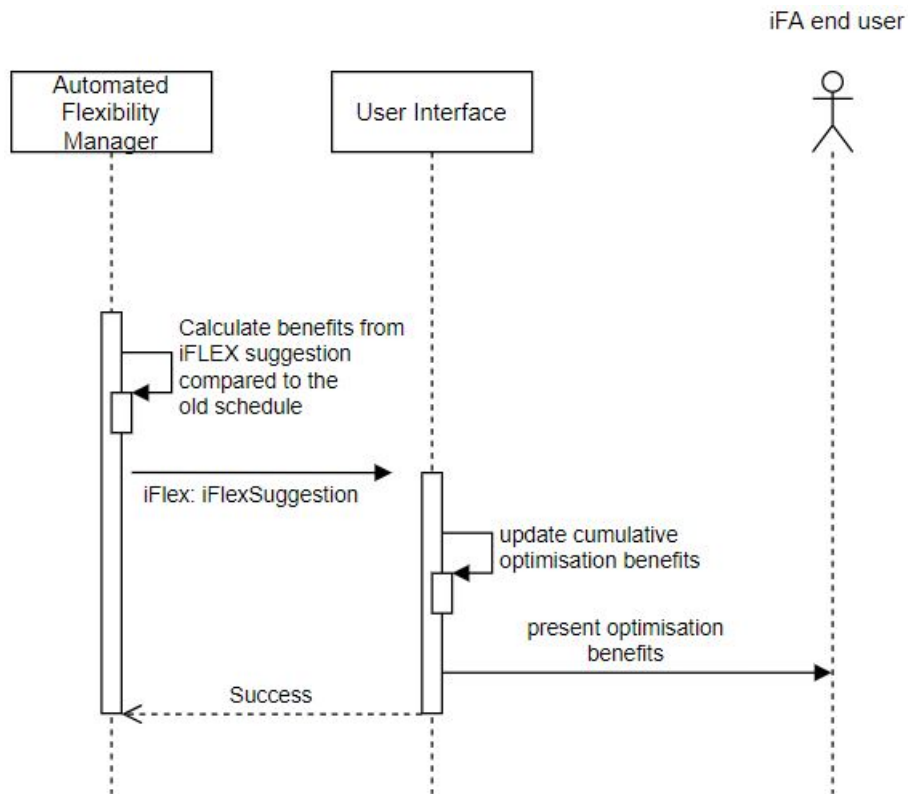 iFA end user
Automated
Flexibility
Manager
User Interface
Calculate benefits from
iFLEX suggestion
compared to the
old schedule
iFlex: iFlexSuggestion
update cumulative
optimisation benefits
present optimisation
benefits
Success